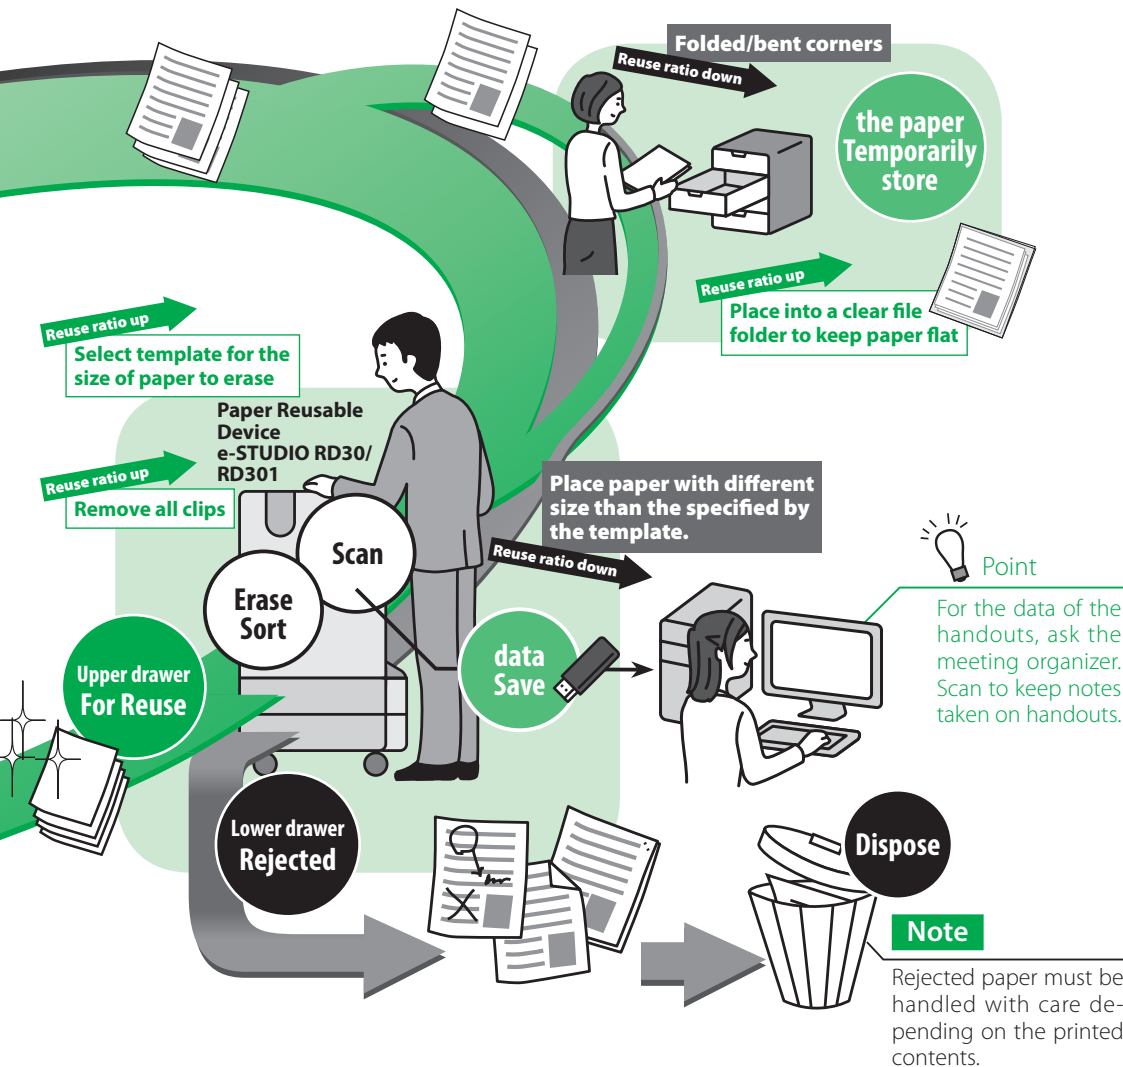 Folded/bent corners
Reuse ratio down
the paper
Temporarily
store
Reuse ratio up
Place into a clear file
folder to keep paper flat
Reuse ratio up
Select template for the
size of paper to erase
Paper Reusable
Device
e-STUDIO RD30/
RD301
Reuse ratio up
Remove all clips
Scan
Erase
Sort
Place paper with different
size than the specified by
the template.
Reuse ratio down
Point
For the data of the
handouts, ask the
meeting organizer.
Scan to keep notes
taken on handouts.
data
Save
Upper drawer
For Reuse
Lower drawer
Rejected
Dispose
Note
Rejected paper must be
handled with care de-
pending on the printed
contents.